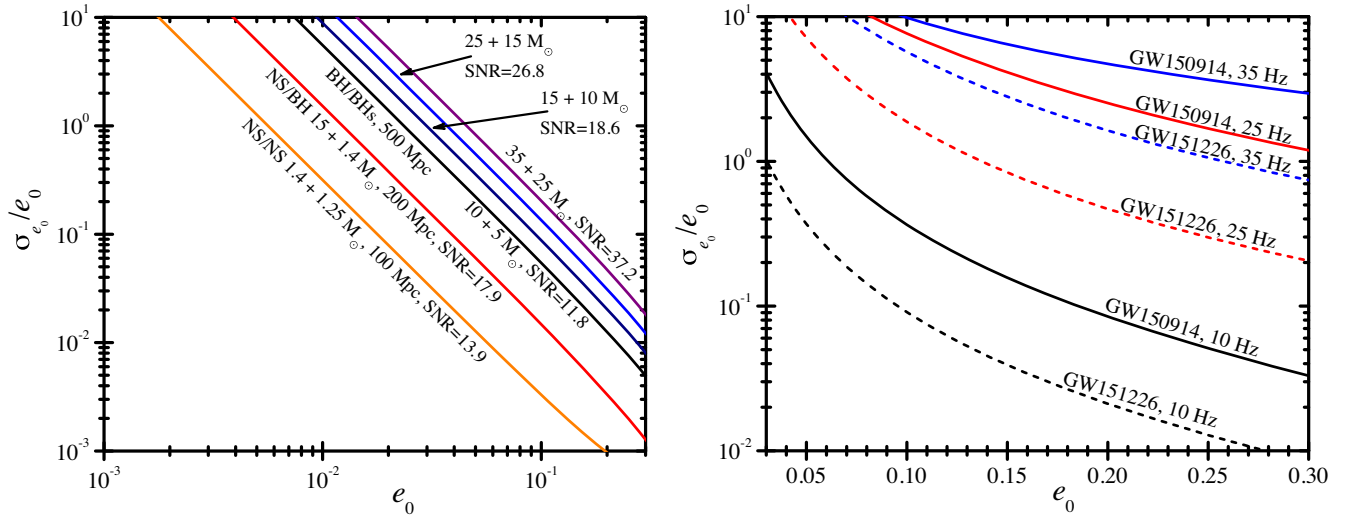 10^1
10^0
10^-1
10^-2
10^-3
σ_{e_0}/e_0
10^-3
10^-2
10^-1
e_0
25 + 15 M_⊙
SNR=26.8
15 + 10 M_⊙
SNR=18.6
NS/NS 1.4 + 1.25 M_⊙, 100 Mpc, SNR=13.9
NS/BH 15 + 1.4 M_⊙, 200 Mpc, SNR=17.9
BH/BHs, 500 Mpc
10 + 5 M_⊙, SNR=11.8
35 + 25 M_⊙, SNR=37.2
10^1
10^0
10^-1
10^-2
σ_{e_0}/e_0
0.05
0.10
0.15
0.20
0.25
0.30
e_0
GW150914, 35 Hz
GW150914, 25 Hz
GW151226, 35 Hz
GW151226, 25 Hz
GW150914, 10 Hz
GW151226, 10 Hz